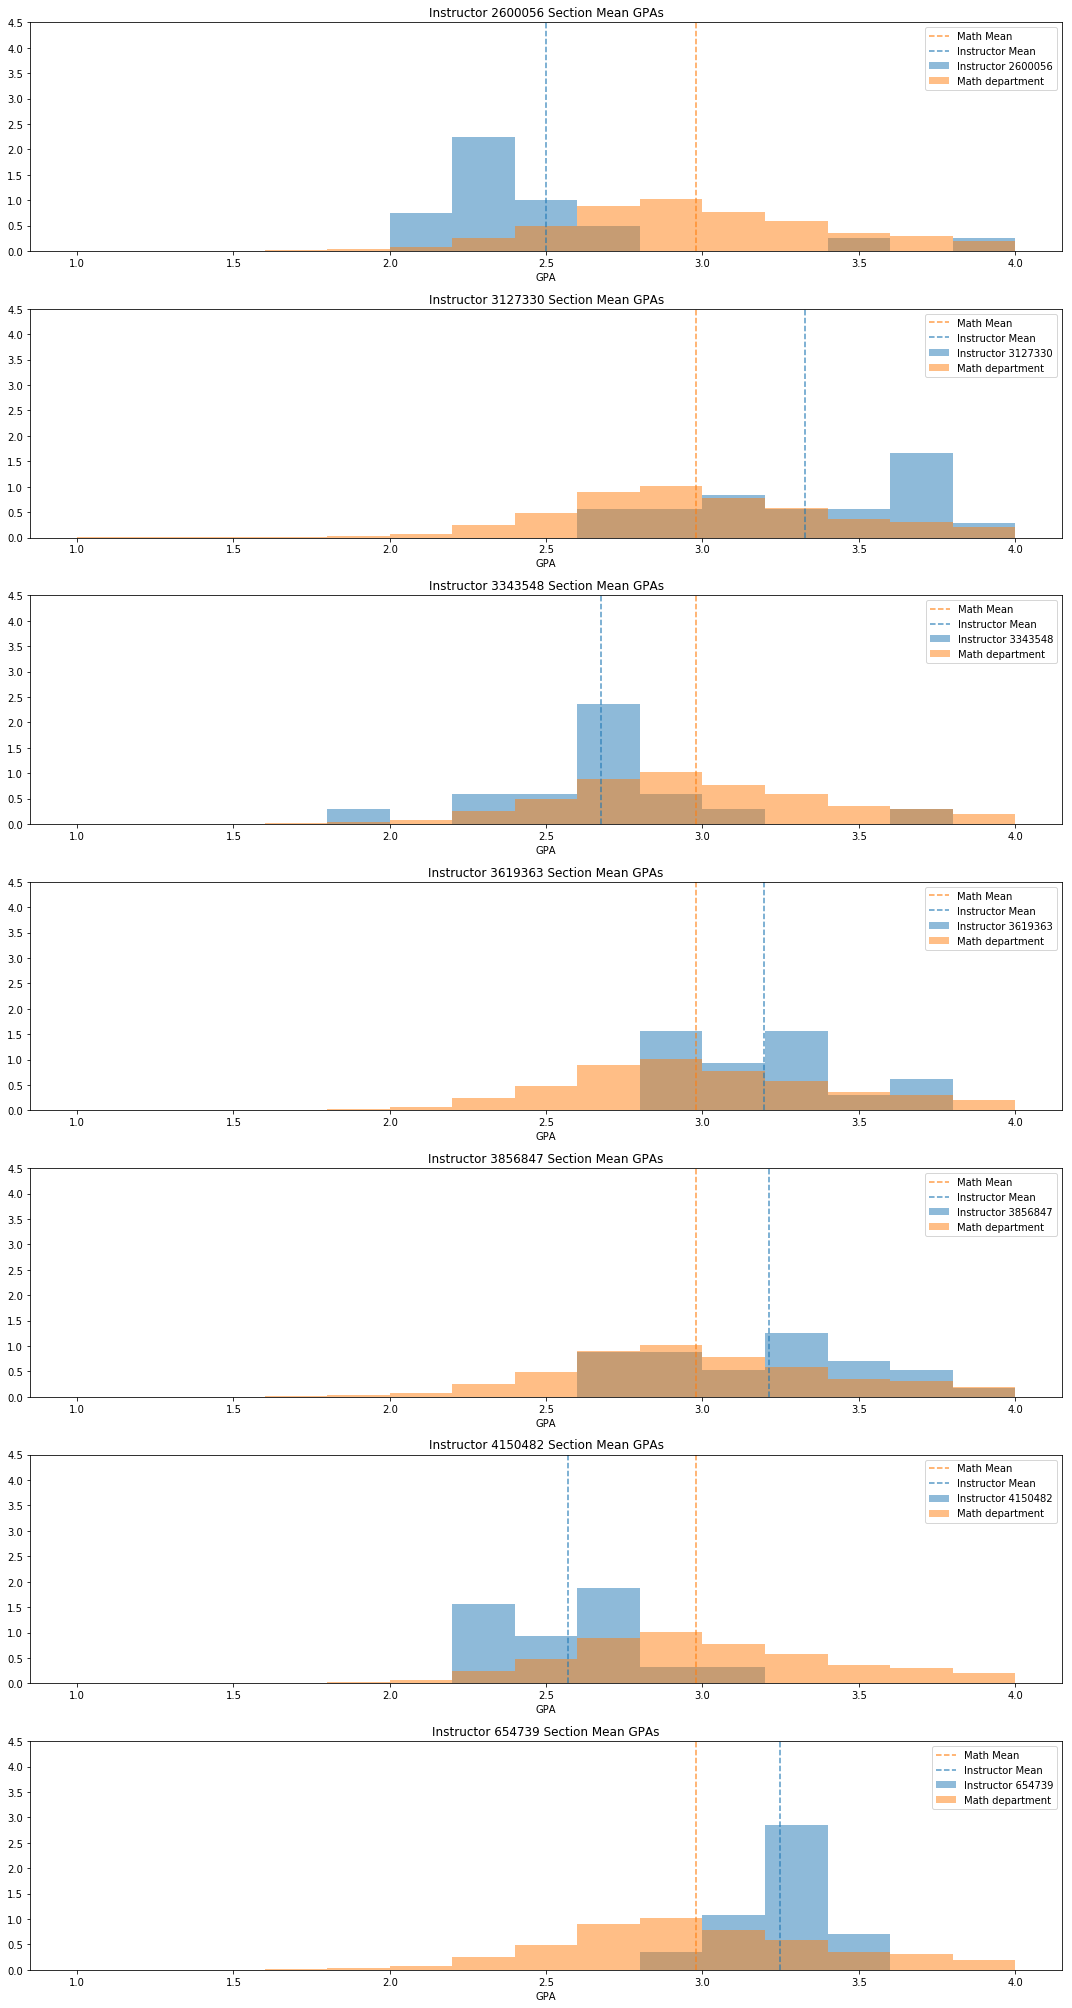 Instructor 2600056 Section Mean GPAs
4.5
4.0
3.5
3.0
2.5
2.0
1.5
1.0
0.5
0.0
Math Mean
Instructor Mean
Instructor 2600056
Math department
1.0 1.5 2.0 2.5 3.0 3.5 4.0
GPA
Instructor 3127330 Section Mean GPAs
4.5
4.0
3.5
3.0
2.5
2.0
1.5
1.0
0.5
0.0
Math Mean
Instructor Mean
Instructor 3127330
Math department
1.0 1.5 2.0 2.5 3.0 3.5 4.0
GPA
Instructor 3343548 Section Mean GPAs
4.5
4.0
3.5
3.0
2.5
2.0
1.5
1.0
0.5
0.0
Math Mean
Instructor Mean
Instructor 3343548
Math department
1.0 1.5 2.0 2.5 3.0 3.5 4.0
GPA
Instructor 3619363 Section Mean GPAs
4.5
4.0
3.5
3.0
2.5
2.0
1.5
1.0
0.5
0.0
Math Mean
Instructor Mean
Instructor 3619363
Math department
1.0 1.5 2.0 2.5 3.0 3.5 4.0
GPA
Instructor 3856847 Section Mean GPAs
4.5
4.0
3.5
3.0
2.5
2.0
1.5
1.0
0.5
0.0
Math Mean
Instructor Mean
Instructor 3856847
Math department
1.0 1.5 2.0 2.5 3.0 3.5 4.0
GPA
Instructor 4150482 Section Mean GPAs
4.5
4.0
3.5
3.0
2.5
2.0
1.5
1.0
0.5
0.0
Math Mean
Instructor Mean
Instructor 4150482
Math department
1.0 1.5 2.0 2.5 3.0 3.5 4.0
GPA
Instructor 654739 Section Mean GPAs
4.5
4.0
3.5
3.0
2.5
2.0
1.5
1.0
0.5
0.0
Math Mean
Instructor Mean
Instructor 654739
Math department
1.0 1.5 2.0 2.5 3.0 3.5 4.0
GPA